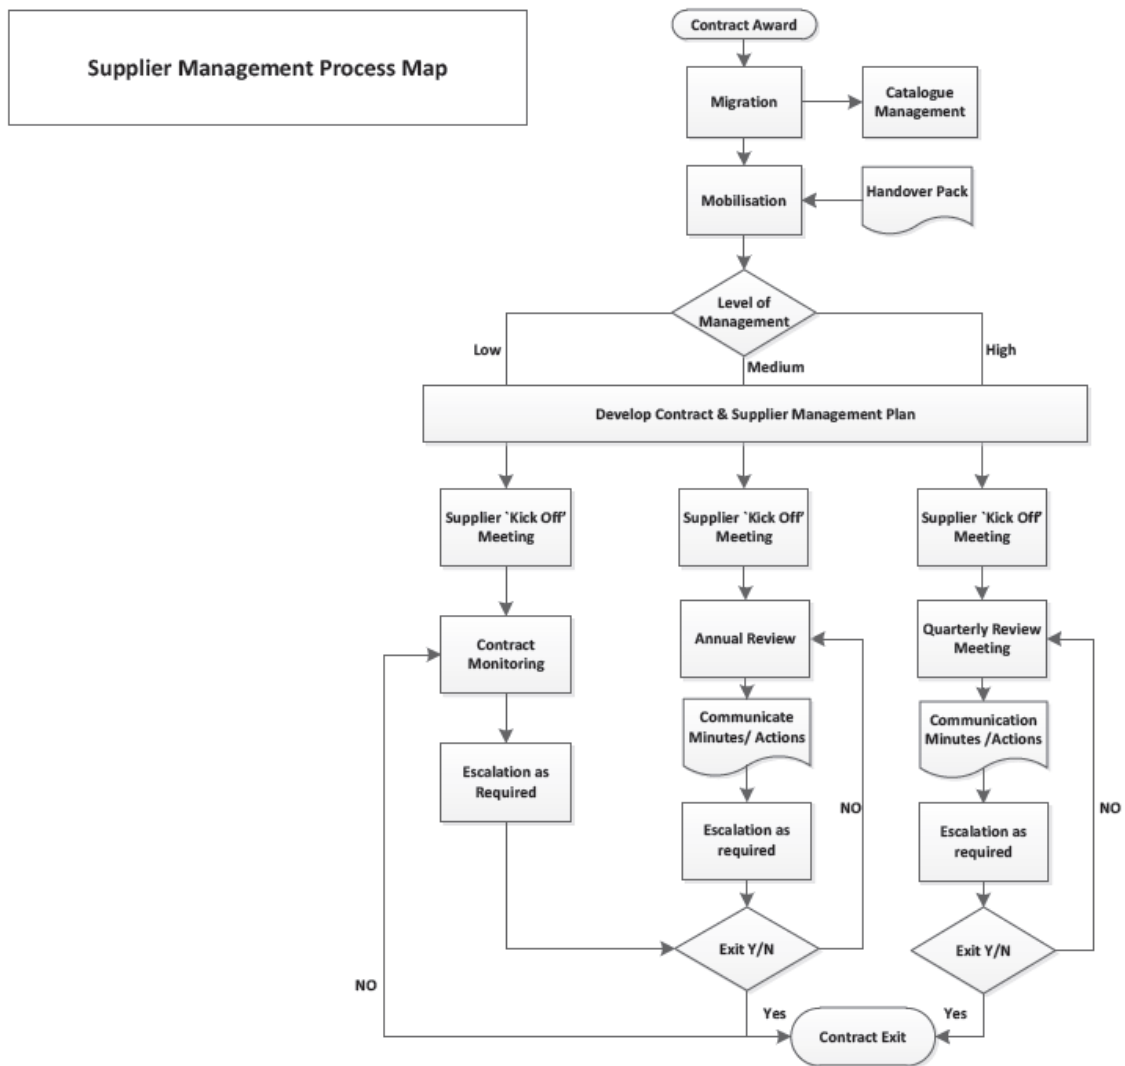 Supplier Management Process Map
Contract Award
Migration
Catalogue
Management
Mobilisation
Handover Pack
Level of
Management
Low
Medium
High
Develop Contract & Supplier Management Plan
Supplier `Kick Off’
Meeting
Supplier `Kick Off’
Meeting
Supplier `Kick Off’
Meeting
Contract
Monitoring
Annual Review
Quarterly Review
Meeting
Communicate
Minutes/ Actions
Communication
Minutes /Actions
Escalation as
Required
Escalation as
required
Escalation as
required
NO
NO
Exit Y/N
Exit Y/N
NO
Yes
Yes
Contract Exit